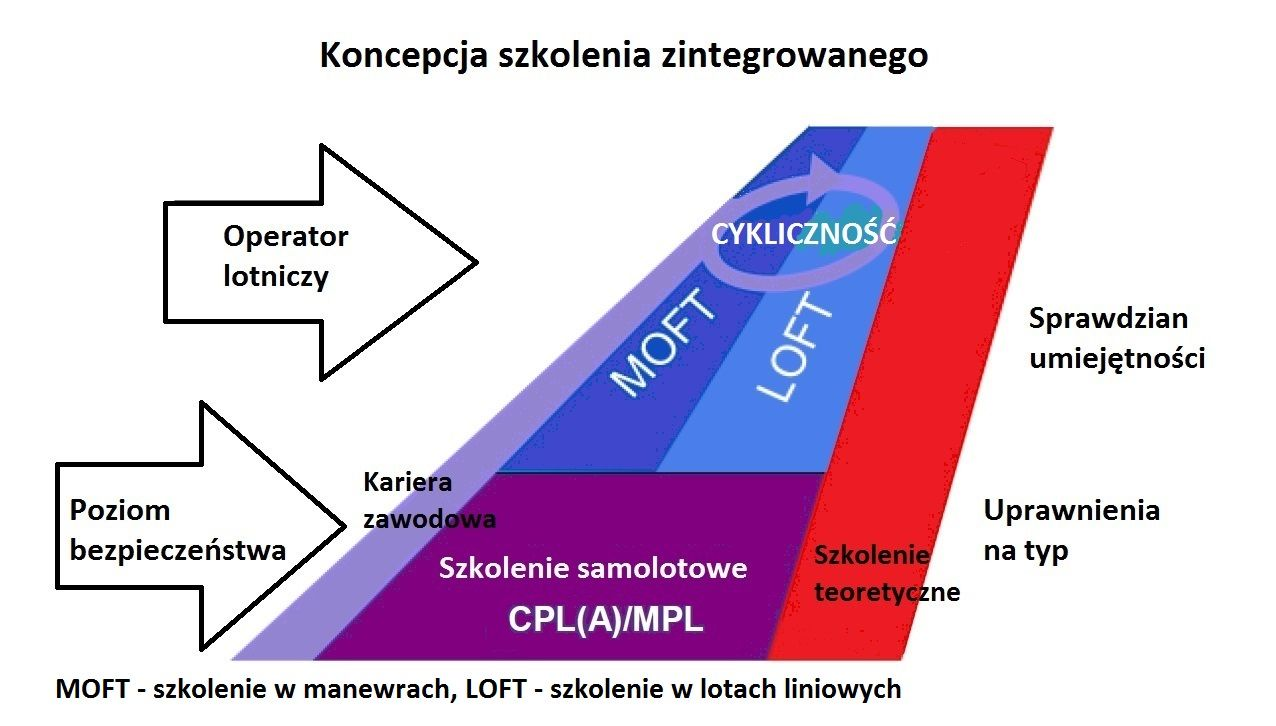 Koncepcja szkolenia zintegrowanego
Operator
lotniczy
CYKLICZNOŚĆ
MOFT
LOFT
Sprawdzian
umiejętności
Kariera
zawodowa
Poziom
bezpieczeństwa
Uprawnienia
na typ
Szkolenie samolotowe
CPL(A)/MPL
Szkolenie
teoretyczne
MOFT - szkolenie w manewrach, LOFT - szkolenie w lotach liniowych